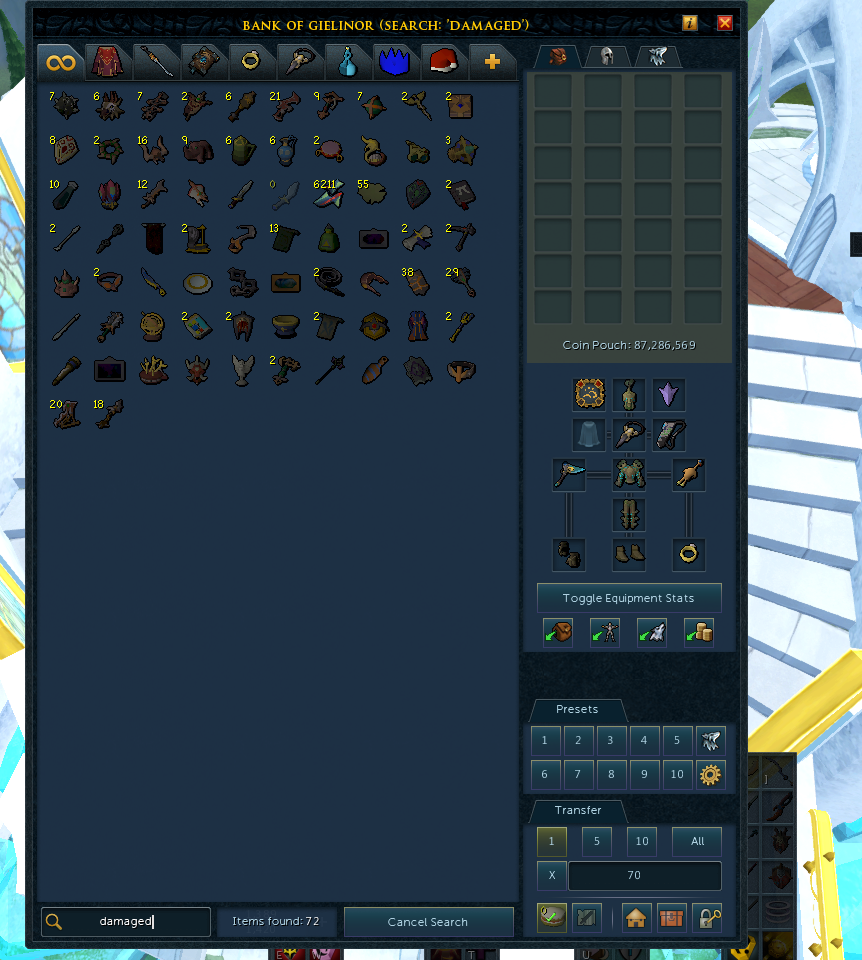 BANK OF GIELINOR (SEARCH: 'DAMAGED')
7 6 7 2 6 21 9 7 2 2
8 2 16 9 6 6 2 3
10 12 0 6211 55 2
2 2 13 2 2
2 2 38 29
2 2 2 2
2
20 18
Coin Pouch: 87,286,569
Toggle Equipment Stats
Presets
1 2 3 4 5
6 7 8 9 10
Transfer
1 5 10 All
X 70
damaged
Items found: 72
Cancel Search